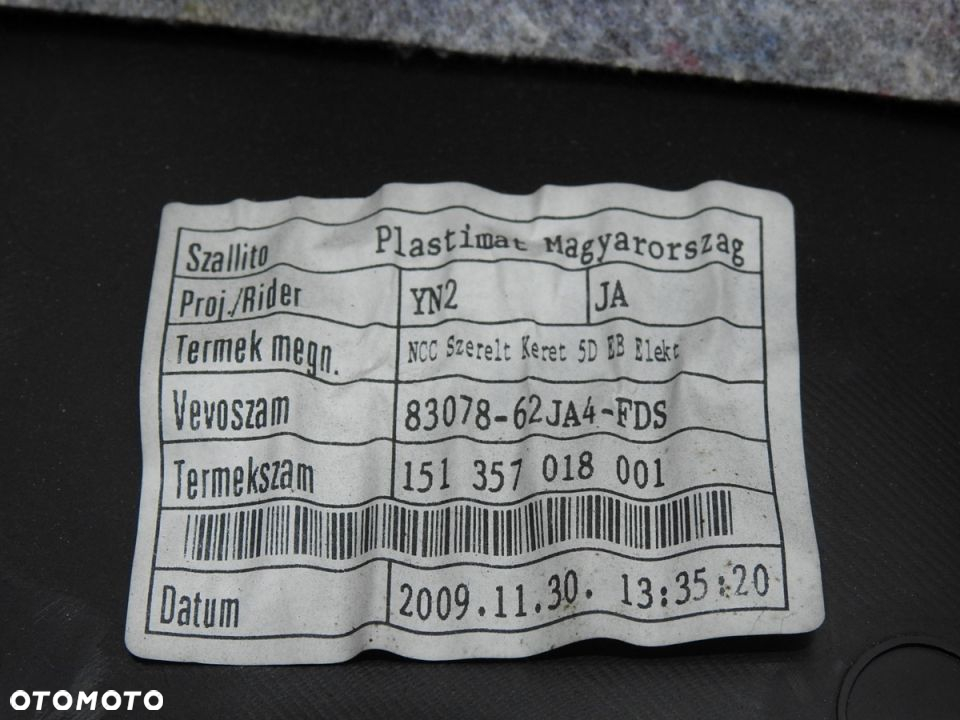 Szallito Plastimat Magyarorszag
Proj./Rider YN2 JA
Termek megn. NCC Szerelt Keret 5D EB Elekt
Vevoszam 83078-62JA4-FDS
Termekszam 151 357 018 001
Datum 2009.11.30. 13:35:20
OTOMOTO